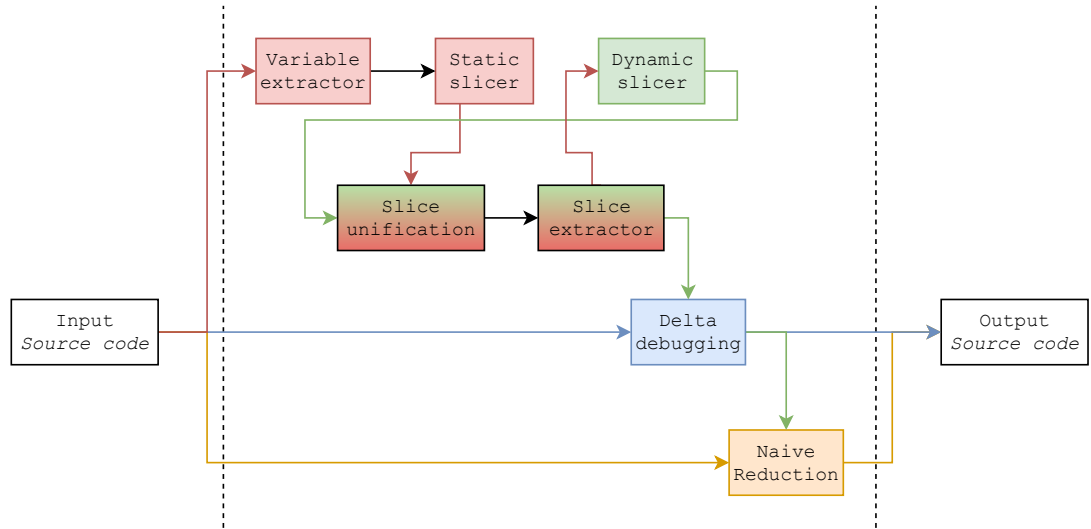 Variable
extractor
Static
slicer
Dynamic
slicer
Slice
unification
Slice
extractor
Input
Source code
Delta
debugging
Output
Source code
Naive
Reduction